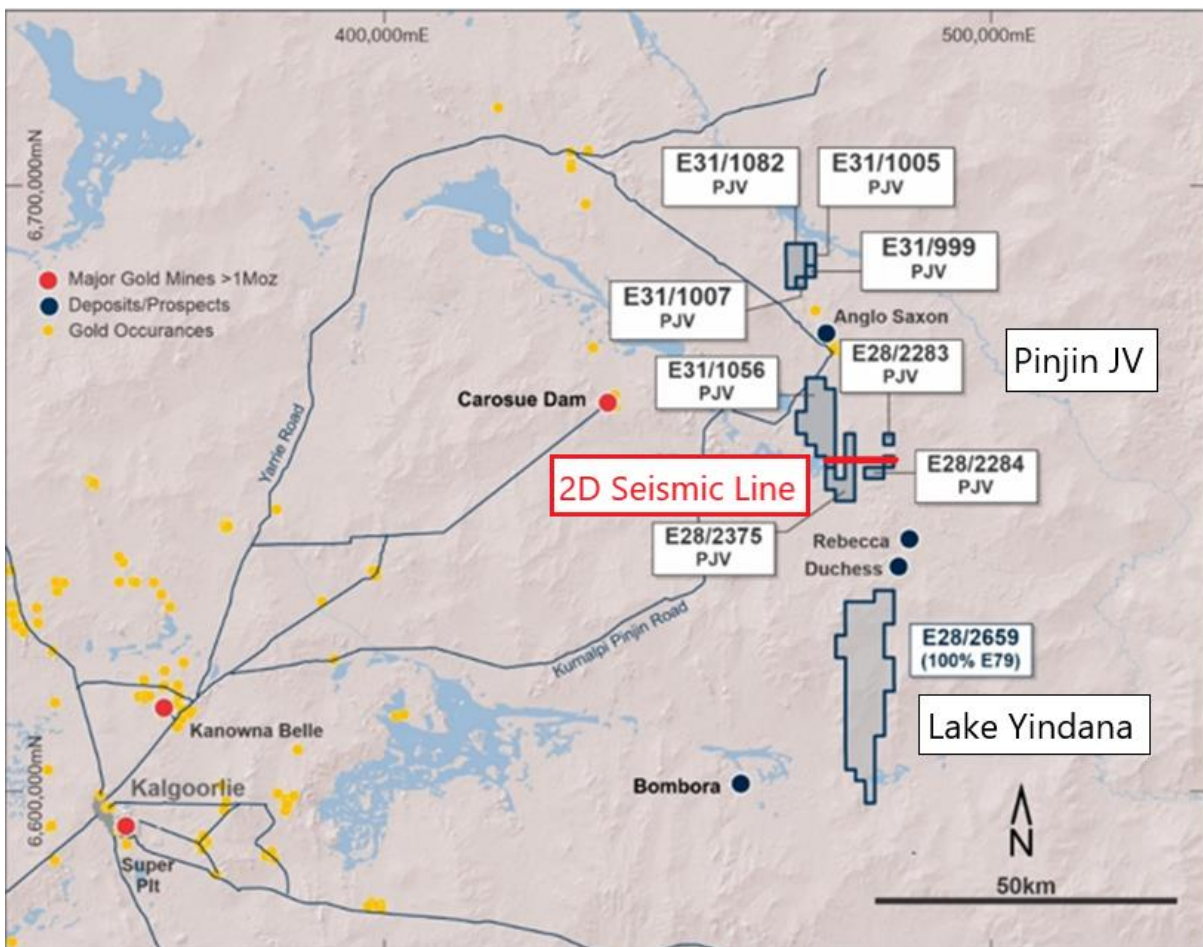 400,000mE
500,000mE
6,700,000mN
6,600,000mN
Major Gold Mines >1Moz
Deposits/Prospects
Gold Occurances
E31/1082
PJV
E31/1005
PJV
E31/999
PJV
E31/1007
PJV
Anglo Saxon
E28/2283
PJV
E31/1056
PJV
Pinjin JV
Carosue Dam
Yarrie Road
2D Seismic Line
E28/2284
PJV
E28/2375
PJV
Rebecca
Duchess
Kumalpi Pinjin Road
E28/2659
(100% E79)
Lake Yindana
Kanowna Belle
Kalgoorlie
Bombora
Super
PIt
N
50km